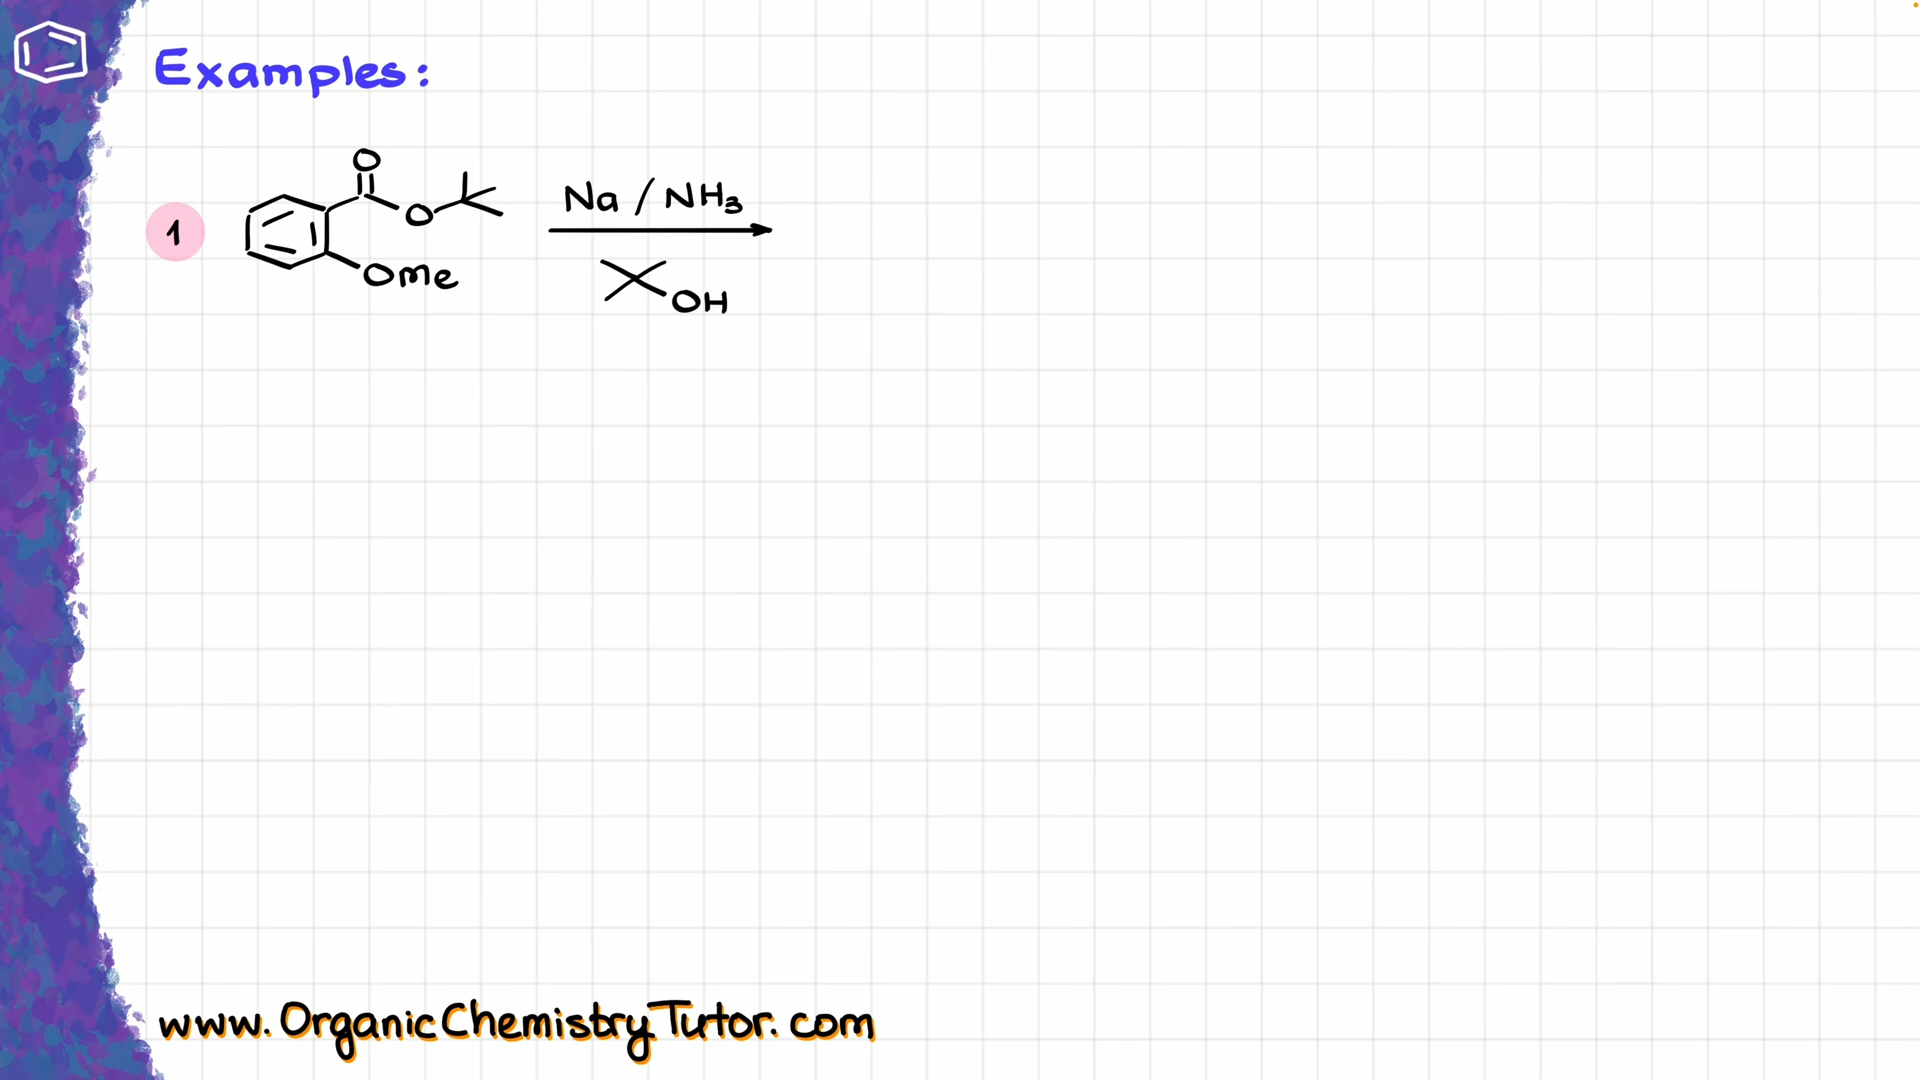 Examples:
O
O
1
OMe
Na / NH₃
OH
www.OrganicChemistryTutor.com